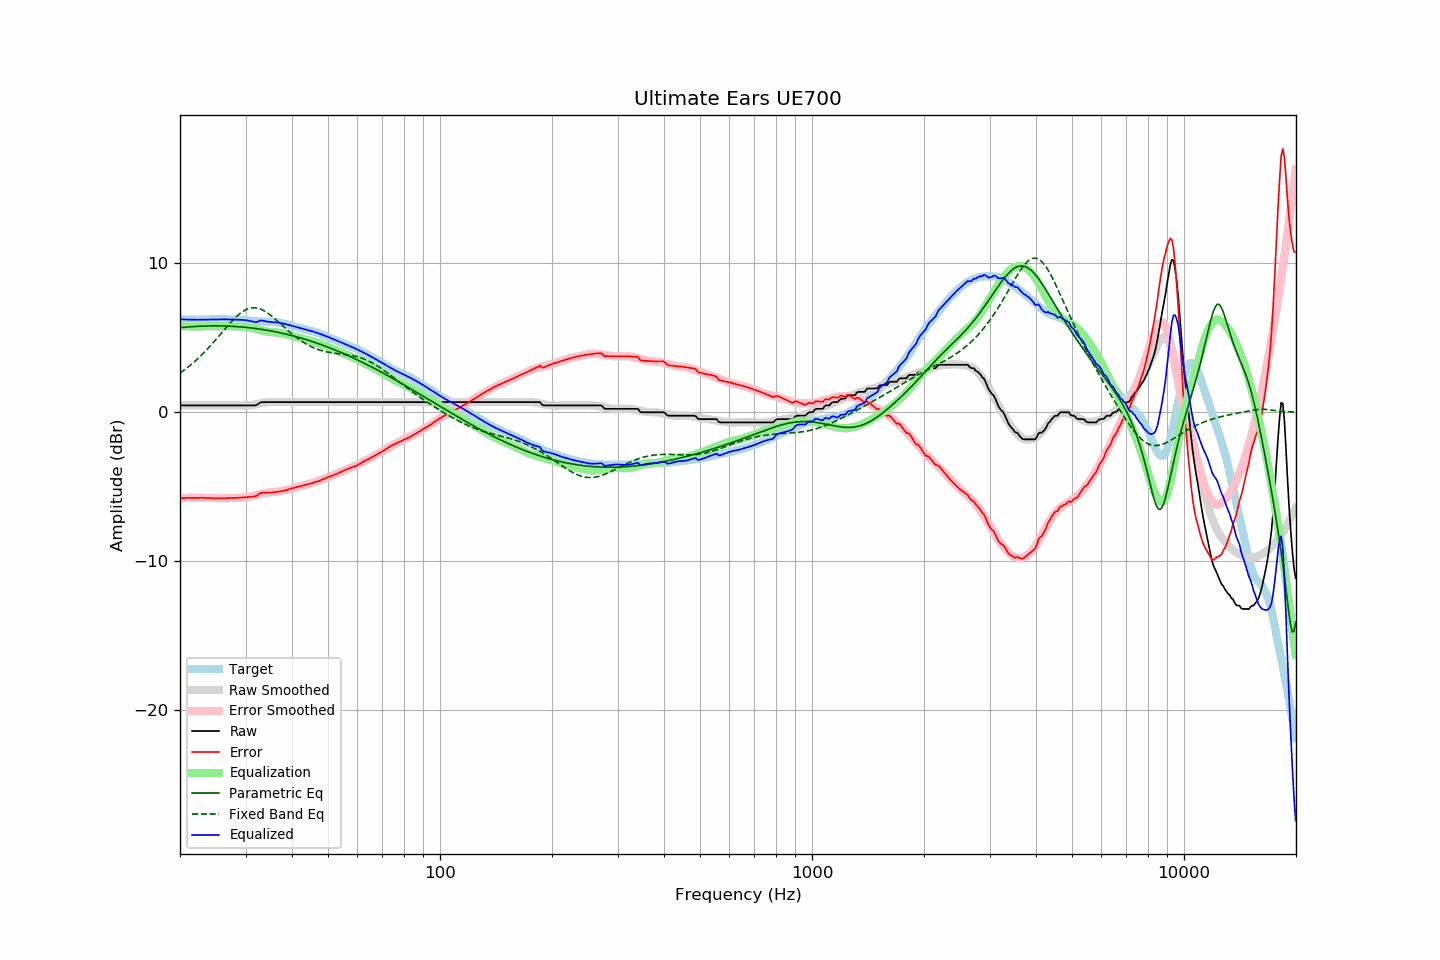 Ultimate Ears UE700
Amplitude (dBr)
10
0
−10
−20
100
1000
10000
Frequency (Hz)
Target
Raw Smoothed
Error Smoothed
Raw
Error
Equalization
Parametric Eq
Fixed Band Eq
Equalized